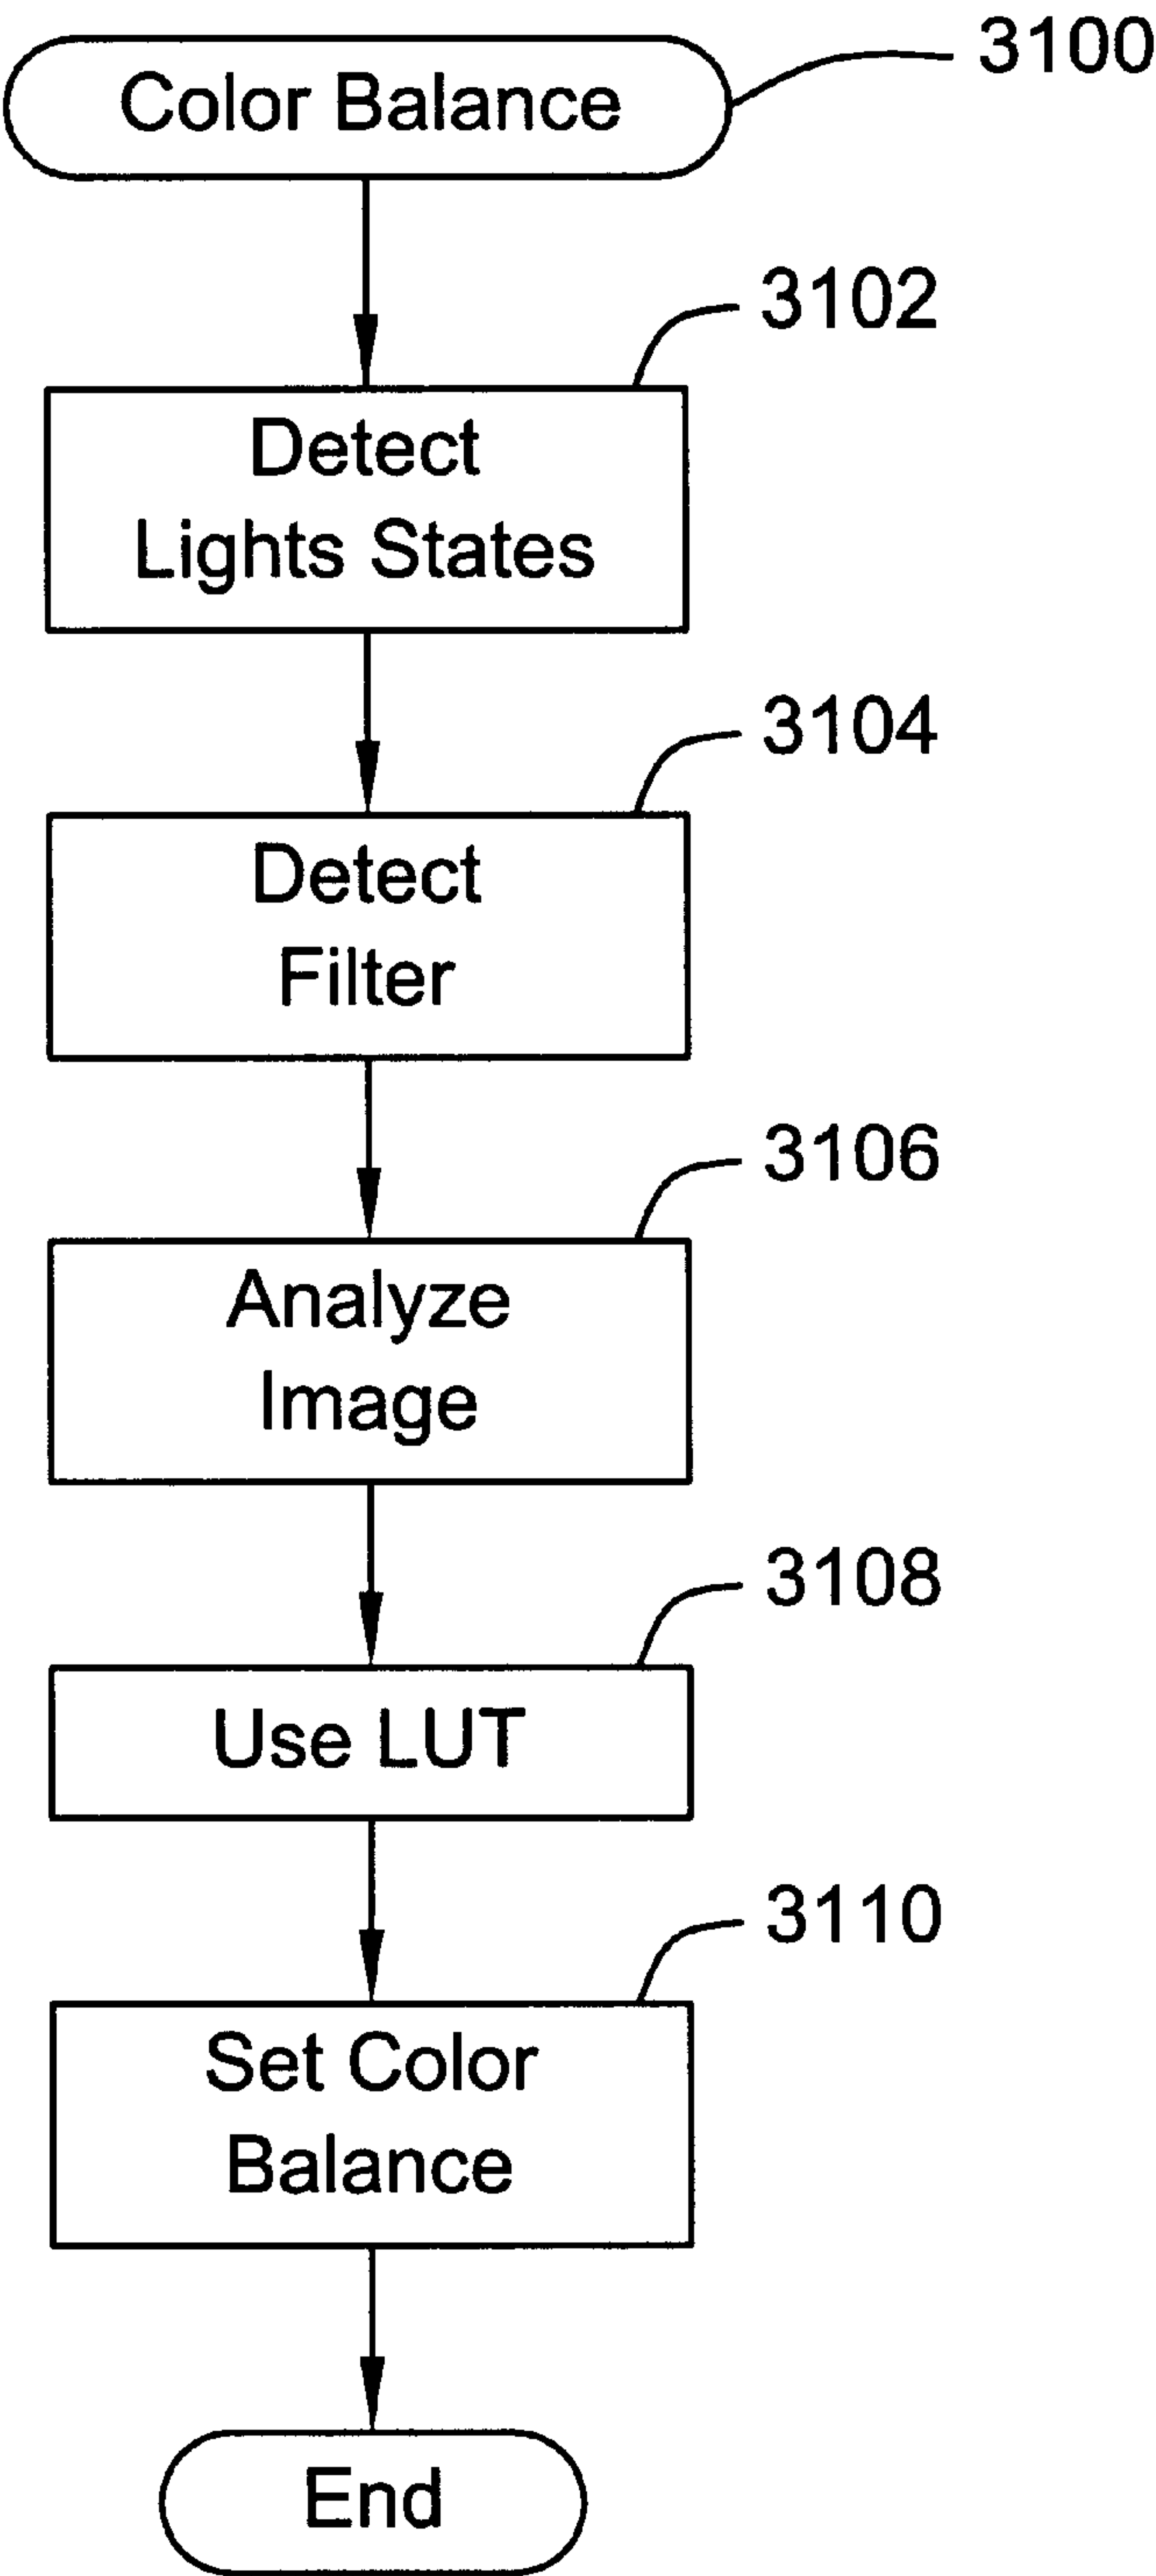 3100
Color Balance
3102
Detect
Lights States
3104
Detect
Filter
3106
Analyze
Image
3108
Use LUT
3110
Set Color
Balance
End